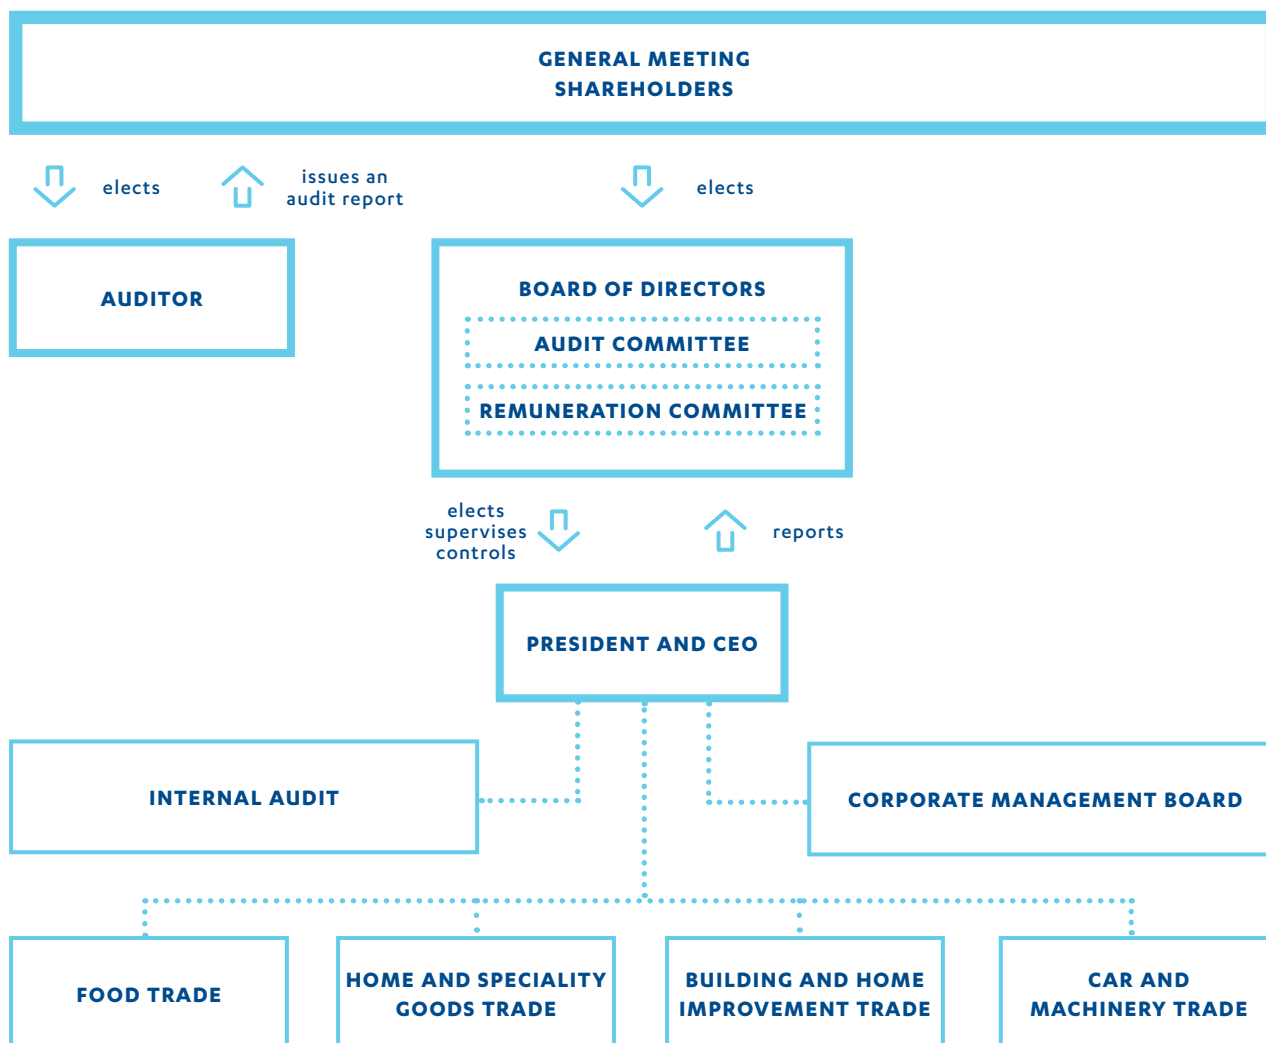 GENERAL MEETING
SHAREHOLDERS
elects
issues an
audit report
elects
AUDITOR
BOARD OF DIRECTORS
AUDIT COMMITTEE
REMUNERATION COMMITTEE
elects
supervises
controls
reports
PRESIDENT AND CEO
INTERNAL AUDIT
CORPORATE MANAGEMENT BOARD
FOOD TRADE
HOME AND SPECIALITY
GOODS TRADE
BUILDING AND HOME
IMPROVEMENT TRADE
CAR AND
MACHINERY TRADE